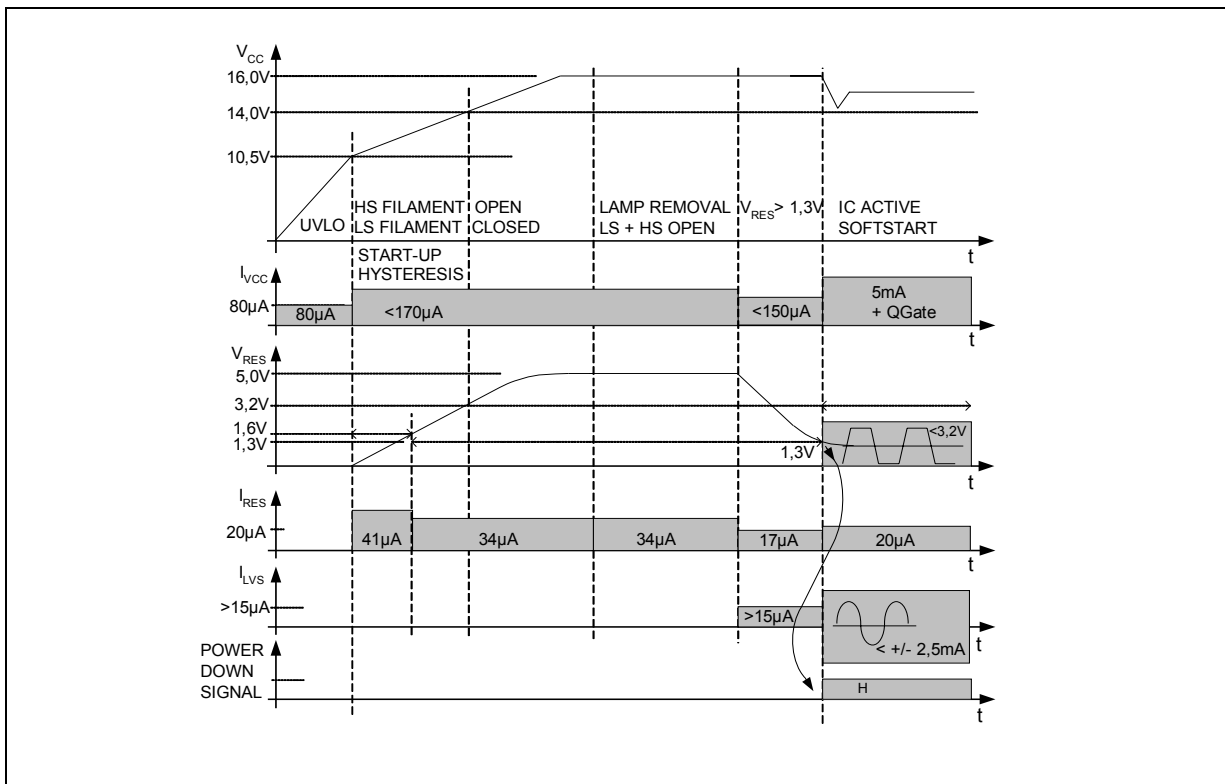 V_CC
16,0V
14,0V
10,5V
UVLO
HS FILAMENT OPEN
LS FILAMENT CLOSED
LAMP REMOVAL
LS + HS OPEN
V_RES > 1,3V
IC ACTIVE
SOFTSTART
t
START-UP
HYSTERESIS
I_VCC
80µA
80µA
<170µA
<150µA
5mA
+ QGate
t
V_RES
5,0V
3,2V
1,6V
1,3V
1,3V
<3,2V
t
I_RES
20µA
41µA
34µA
34µA
17µA
20µA
t
I_LVS
>15µA
>15µA
< +/- 2,5mA
t
POWER
DOWN
SIGNAL
H
t